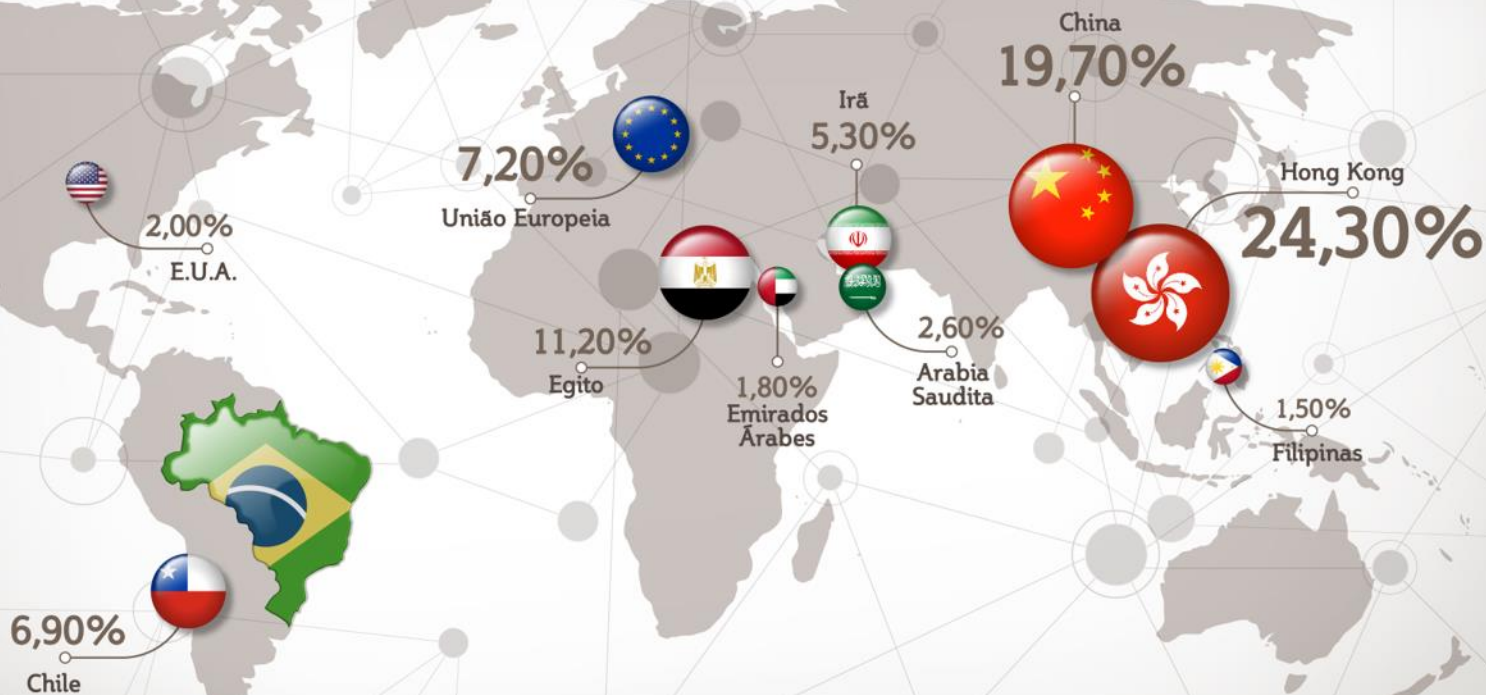 China
19,70%
Irã
5,30%
7,20%
União Europeia
Hong Kong
24,30%
2,00%
E.U.A.
11,20%
Egito
1,80%
Emirados
Árabes
2,60%
Arabia
Saudita
1,50%
Filipinas
6,90%
Chile